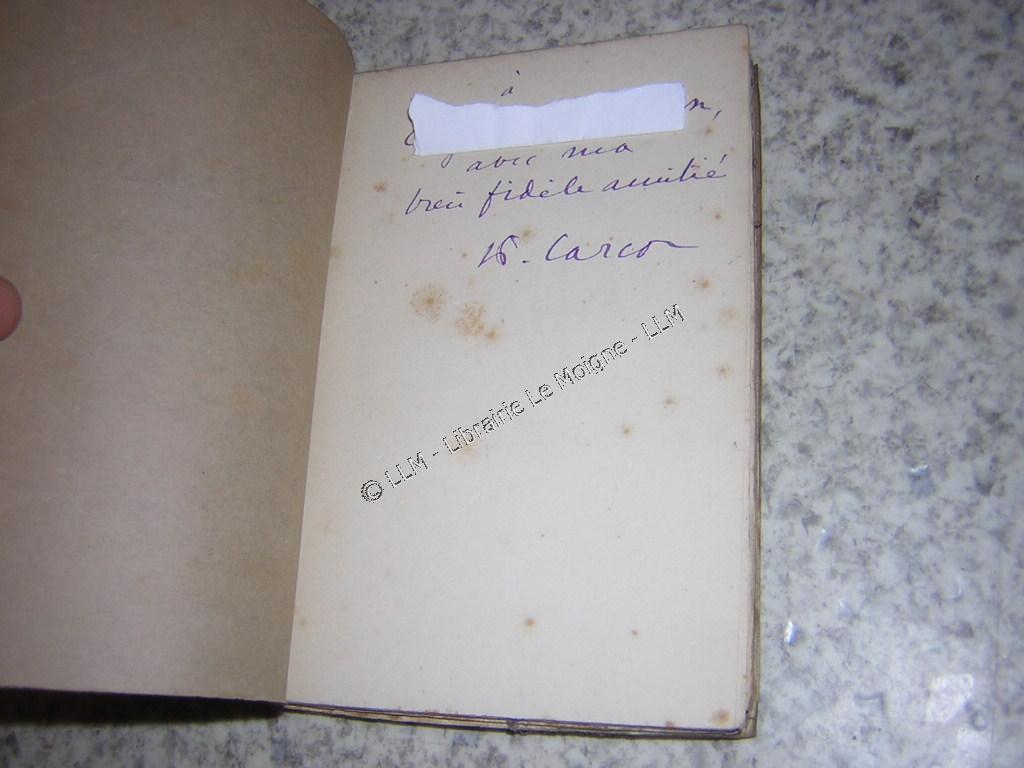 à
n,
avec ma
bien fidèle amitié
F. Carco
© LLM - Librairie Le Moigne - LLM